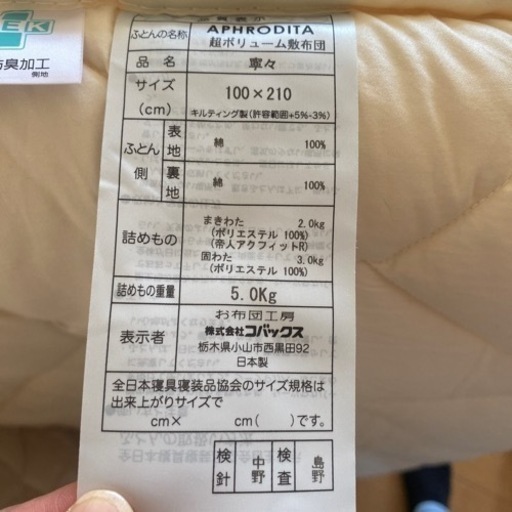 EK
防臭加工
側地
品質表示
ふとんの名称 APHRODITA
超ボリューム敷布団
品名 寧々
サイズ(cm) 100×210
キルティング製(許容範囲+5%-3%)
ふとん側 表地 綿 100%
裏地 綿 100%
詰めもの まきわた 2.0kg
(ポリエステル 100%)
(帝人アクフィットR)
固わた 3.0kg
(ポリエステル 100%)
詰めもの重量 5.0Kg
表示者 お布団工房
株式会社コバックス
栃木県小山市西黒田92
日本製
全日本寝具寝装品協会のサイズ規格は
出来上がりサイズで
cm× cm( )です。
検針 中野 検査 島野